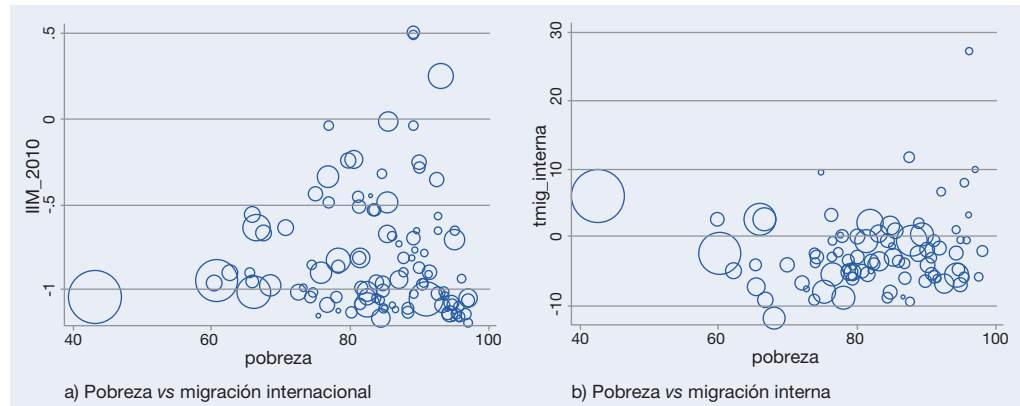 .5
0
-.5
-1
IIM_2010
40
60
80
100
pobreza
a) Pobreza vs migración internacional
30
20
10
0
-10
tmig_interna
40
60
80
100
pobreza
b) Pobreza vs migración interna